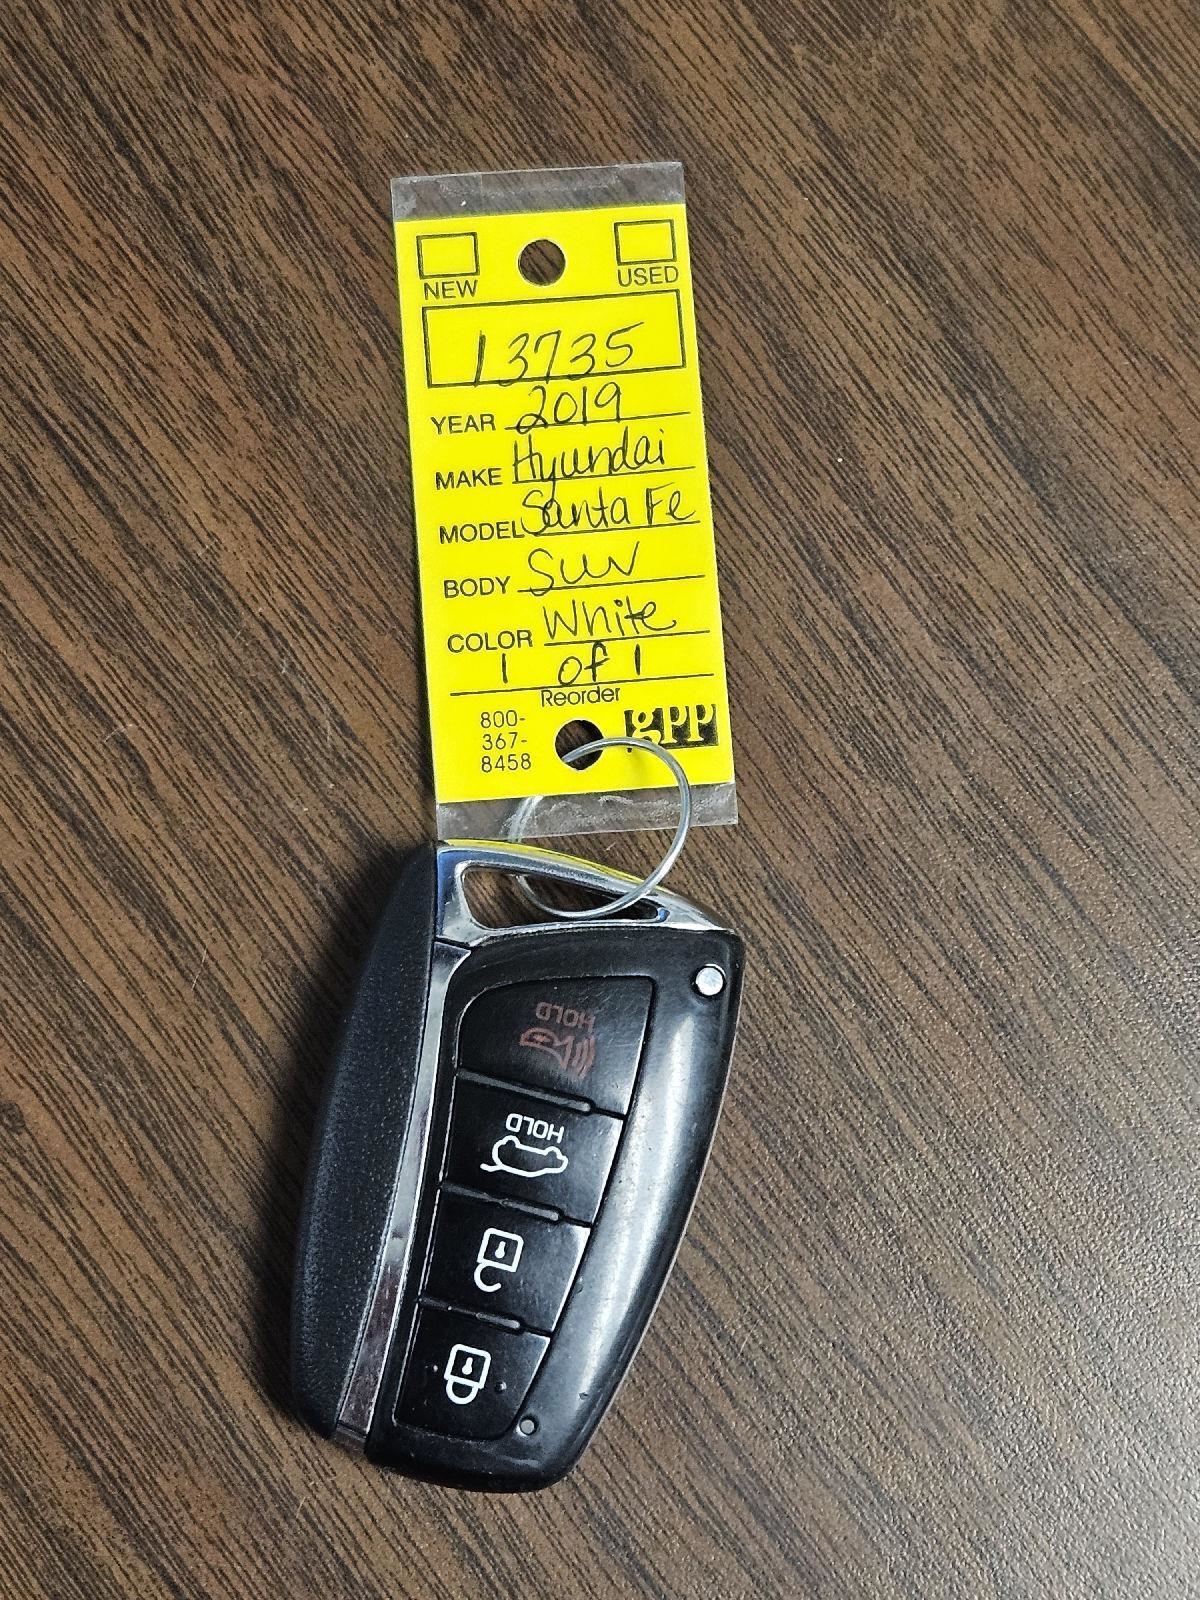 NEW USED
13735
YEAR 2019
MAKE Hyundai
MODEL Santa Fe
BODY SUV
COLOR White
1 of 1
Reorder
800-
367-
8458
gpp
HOLD
HOLD